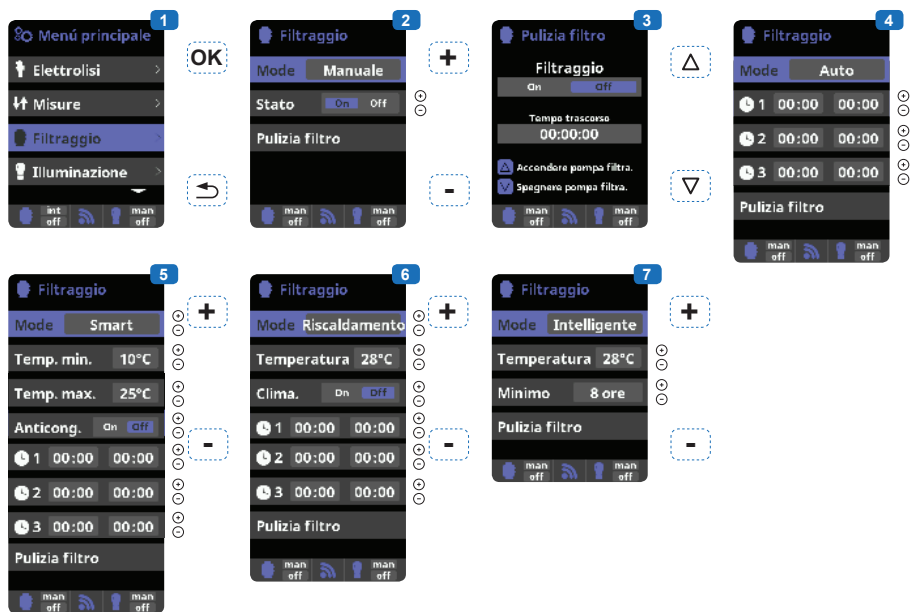 1
Menú principale
Elettrolisi
Misure
Filtraggio
Illuminazione
int off
man off
OK
2
Filtraggio
Mode Manuale
Stato On Off
Pulizia filtro
man off
man off
+
-
3
Pulizia filtro
Filtraggio
On Off
Tempo trascorso
00:00:00
Accendere pompa filtra.
Spegnere pompa filtra.
man off
man off
4
Filtraggio
Mode Auto
1 00:00 00:00
2 00:00 00:00
3 00:00 00:00
Pulizia filtro
man off
man off
5
Filtraggio
Mode Smart
Temp. min. 10°C
Temp. max. 25°C
Anticong. On Off
1 00:00 00:00
2 00:00 00:00
3 00:00 00:00
Pulizia filtro
man off
man off
+
-
6
Filtraggio
Mode Riscaldamento
Temperatura 28°C
Clima. On Off
1 00:00 00:00
2 00:00 00:00
3 00:00 00:00
Pulizia filtro
man off
man off
+
-
7
Filtraggio
Mode Intelligente
Temperatura 28°C
Minimo 8 ore
Pulizia filtro
man off
man off
+
-